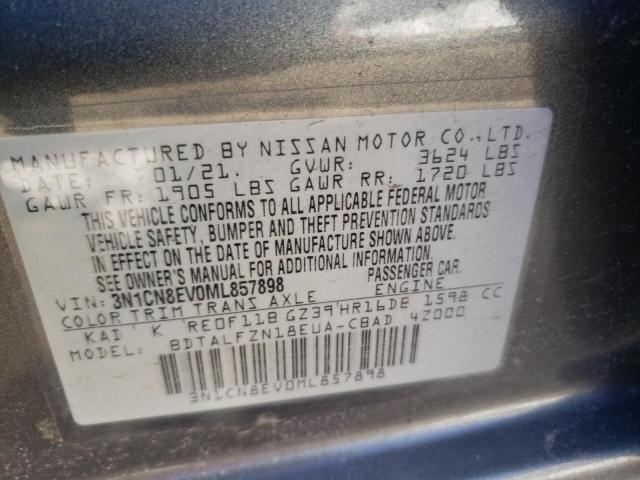 MANUFACTURED BY NISSAN MOTOR CO.,LTD.
DATE: 01/21. GVWR: 3624 LBS
GAWR FR: 1905 LBS GAWR RR: 1720 LBS
THIS VEHICLE CONFORMS TO ALL APPLICABLE FEDERAL MOTOR
VEHICLE SAFETY, BUMPER AND THEFT PREVENTION STANDARDS
IN EFFECT ON THE DATE OF MANUFACTURE SHOWN ABOVE.
SEE OWNER'S MANUAL FOR ADDITIONAL INFORMATION.
VIN: 3N1CN8EV0ML857898 PASSENGER CAR.
COLOR TRIM TRANS AXLE ENGINE
KAD K RE0F11B GZ39 HR16DE 1598 CC
MODEL: BDTALFZN18EUA-CBAD 4Z000
3N1CN8EV0ML857898